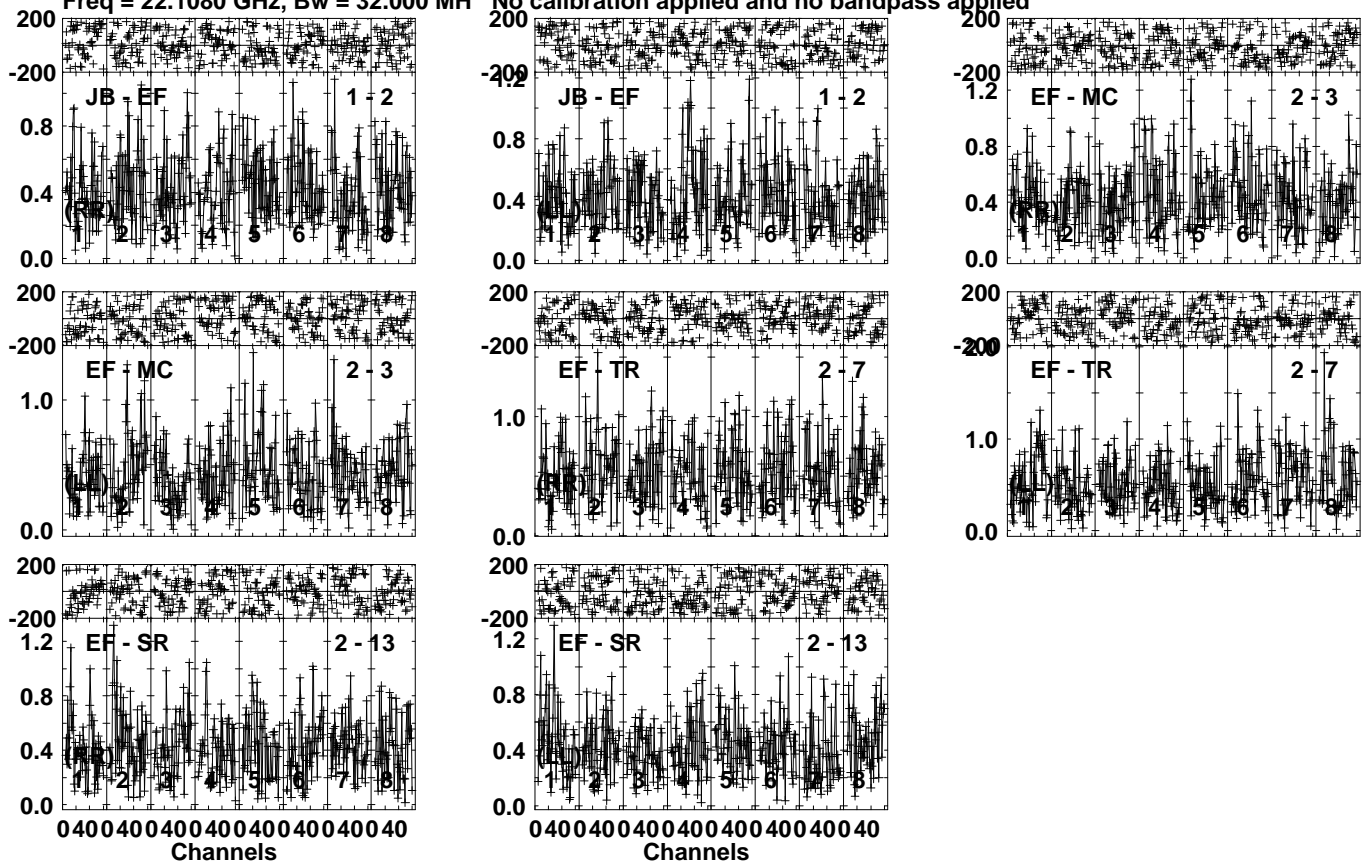 Freq = 22.1080 GHz, Bw = 32.000 MH No calibration applied and no bandpass applied
200
-200
JB - EF 1 - 2
0.8
0.4
0.0
(RR)
1 2 3 4 5 6 7 8
200
-200
1.2
JB - EF 1 - 2
0.8
0.4
0.0
(LL)
1 2 3 4 5 6 7 8
200
-200
1.2
EF - MC 2 - 3
0.8
0.4
0.0
(RR)
1 2 3 4 5 6 7 8
200
-200
EF - MC 2 - 3
1.0
0.0
(LL)
1 2 3 4 5 6 7 8
200
-200
EF - TR 2 - 7
1.0
0.0
(RR)
1 2 3 4 5 6 7 8
200
-200
2.0
EF - TR 2 - 7
1.0
0.0
(LL)
1 2 3 4 5 6 7 8
200
-200
1.2
EF - SR 2 - 13
0.8
0.4
0.0
(RR)
1 2 3 4 5 6 7 8
0 40 0 40 0 40 0 40 0 40 0 40 0 40 0 40
Channels
200
-200
1.2
EF - SR 2 - 13
0.8
0.4
0.0
(LL)
1 2 3 4 5 6 7 8
0 40 0 40 0 40 0 40 0 40 0 40 0 40 0 40
Channels